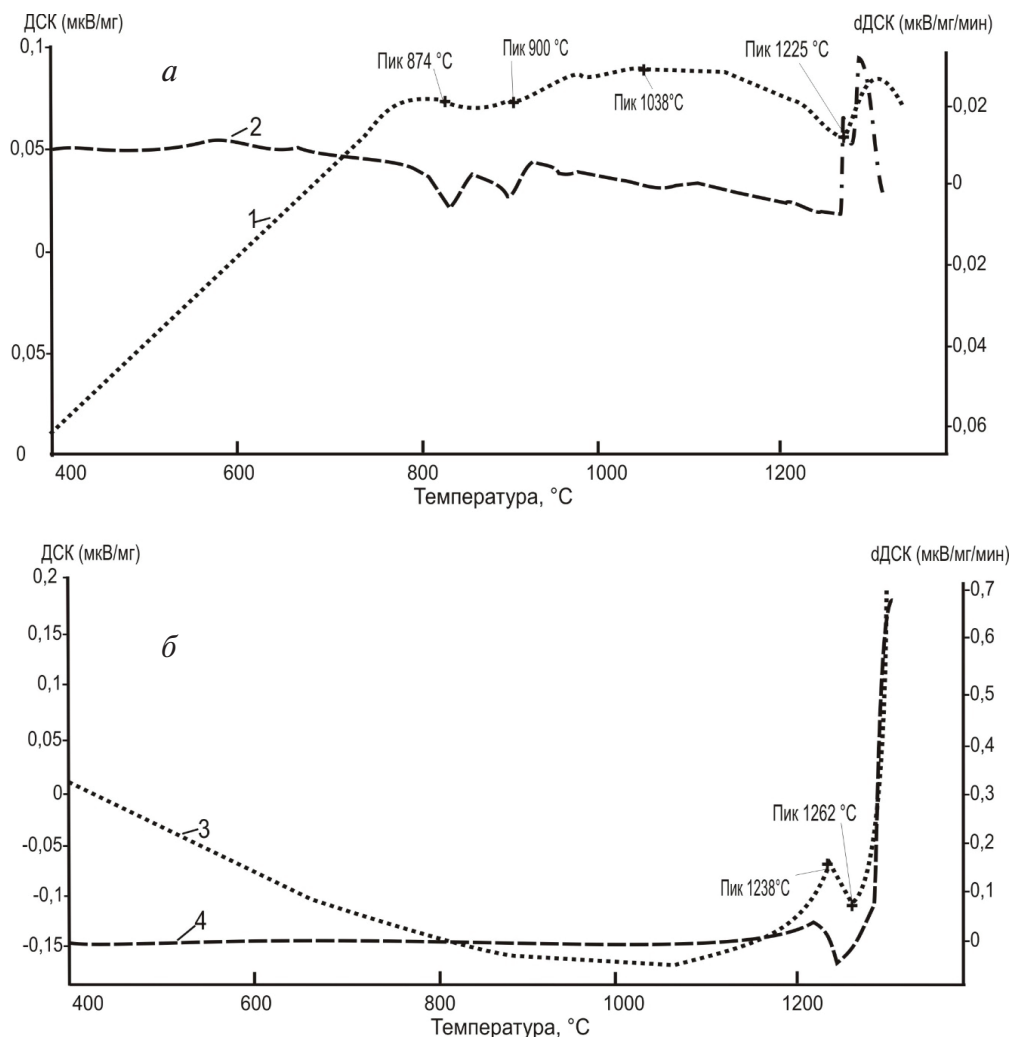 ДСК (мкВ/мг)
dДСК (мкВ/мг/мин)
0,1
а
Пик 874 °С
Пик 900 °С
Пик 1038°С
Пик 1225 °С
0,02
0,05
2
0
1
0
-0,02
0,05
-0,04
-0,06
0
400
600
800
1000
1200
Температура, °С
ДСК (мкВ/мг)
dДСК (мкВ/мг/мин)
0,2
-0,7
б
0,15
-0,6
0,1
-0,5
0,05
-0,4
0
-0,3
Пик 1262 °С
3
-0,05
-0,2
Пик 1238°С
-0,1
-0,1
4
-0,15
-0
400
600
800
1000
1200
Температура, °С